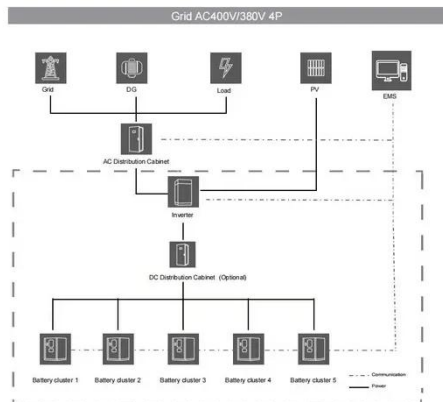 Grid AC400V/380V 4P
Grid
DG
Load
PV
EMS
AC Distribution Cabinet
Inverter
DC Distribution Cabinet (Optional)
Battery cluster 1
Battery cluster 2
Battery cluster 3
Battery cluster 4
Battery cluster 5
Communication
Power